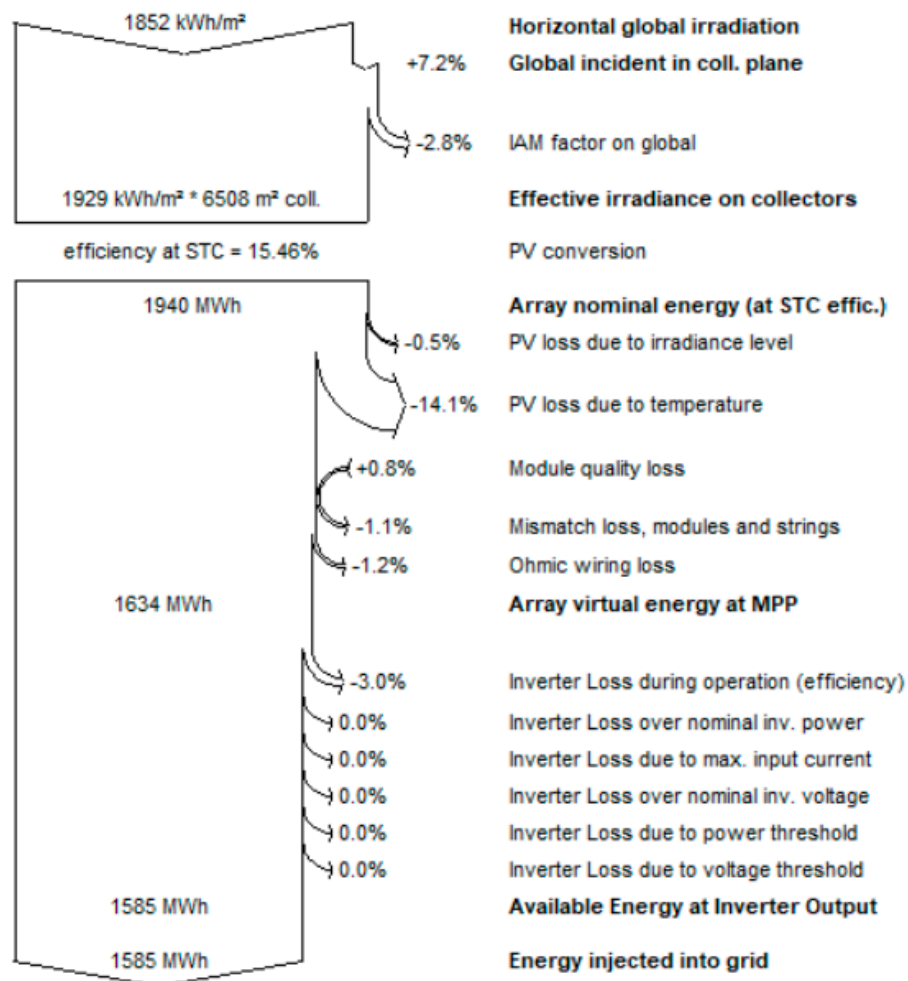 1852 kWh/m² Horizontal global irradiation
+7.2% Global incident in coll. plane
-2.8% IAM factor on global
1929 kWh/m² * 6508 m² coll. Effective irradiance on collectors
efficiency at STC = 15.46% PV conversion
1940 MWh Array nominal energy (at STC effic.)
-0.5% PV loss due to irradiance level
-14.1% PV loss due to temperature
+0.8% Module quality loss
-1.1% Mismatch loss, modules and strings
-1.2% Ohmic wiring loss
1634 MWh Array virtual energy at MPP
-3.0% Inverter Loss during operation (efficiency)
0.0% Inverter Loss over nominal inv. power
0.0% Inverter Loss due to max. input current
0.0% Inverter Loss over nominal inv. voltage
0.0% Inverter Loss due to power threshold
0.0% Inverter Loss due to voltage threshold
1585 MWh Available Energy at Inverter Output
1585 MWh Energy injected into grid